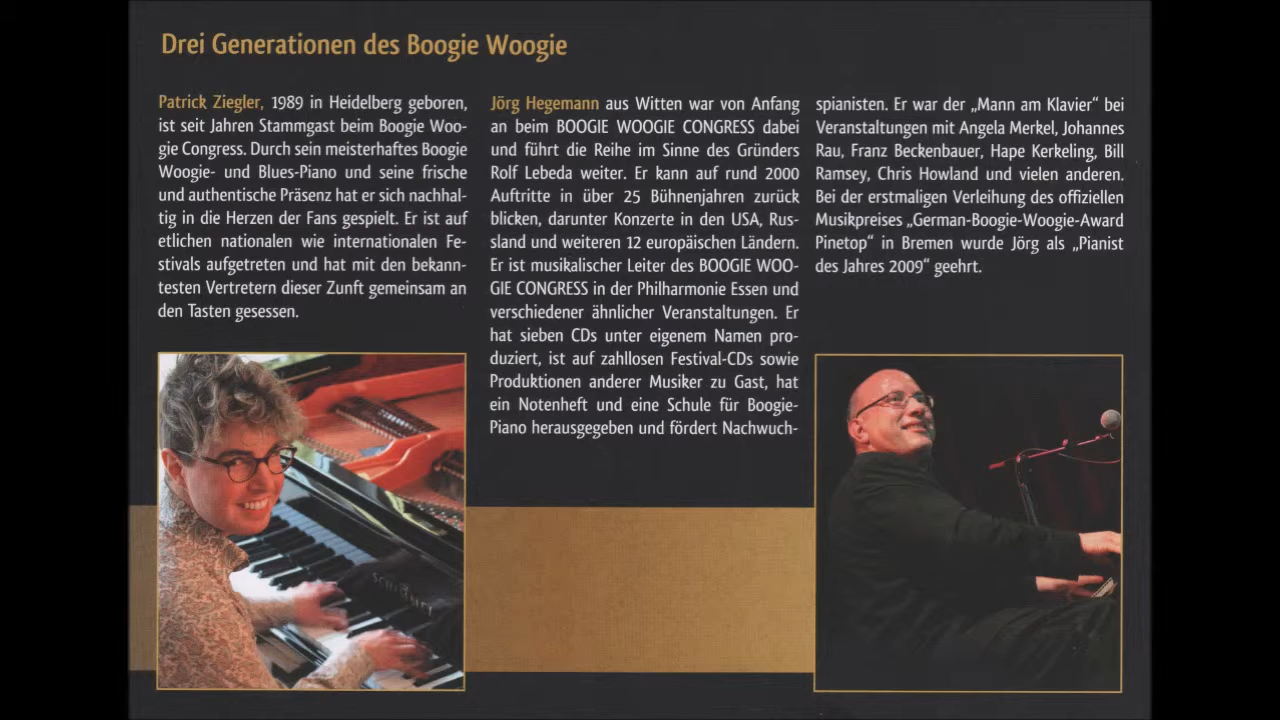 Drei Generationen des Boogie Woogie
Patrick Ziegler, 1989 in Heidelberg geboren,
ist seit Jahren Stammgast beim Boogie Woo-
gie Congress. Durch sein meisterhaftes Boogie
Woogie- und Blues-Piano und seine frische
und authentische Präsenz hat er sich nachhal-
tig in die Herzen der Fans gespielt. Er ist auf
etlichen nationalen wie internationalen Fe-
stivals aufgetreten und hat mit den bekann-
testen Vertretern dieser Zunft gemeinsam an
den Tasten gesessen.
Jörg Hegemann aus Witten war von Anfang
an beim BOOGIE WOOGIE CONGRESS dabei
und führt die Reihe im Sinne des Gründers
Rolf Lebeda weiter. Er kann auf rund 2000
Auftritte in über 25 Bühnenjahren zurück
blicken, darunter Konzerte in den USA, Rus-
sland und weiteren 12 europäischen Ländern.
Er ist musikalischer Leiter des BOOGIE WOO-
GIE CONGRESS in der Philharmonie Essen und
verschiedener ähnlicher Veranstaltungen. Er
hat sieben CDs unter eigenem Namen pro-
duziert, ist auf zahllosen Festival-CDs sowie
Produktionen anderer Musiker zu Gast, hat
ein Notenheft und eine Schule für Boogie-
Piano herausgegeben und fördert Nachwuch-
spianisten. Er war der „Mann am Klavier“ bei
Veranstaltungen mit Angela Merkel, Johannes
Rau, Franz Beckenbauer, Hape Kerkeling, Bill
Ramsey, Chris Howland und vielen anderen.
Bei der erstmaligen Verleihung des offiziellen
Musikpreises „German-Boogie-Woogie-Award
Pinetop“ in Bremen wurde Jörg als „Pianist
des Jahres 2009“ geehrt.
SCHIMMEL